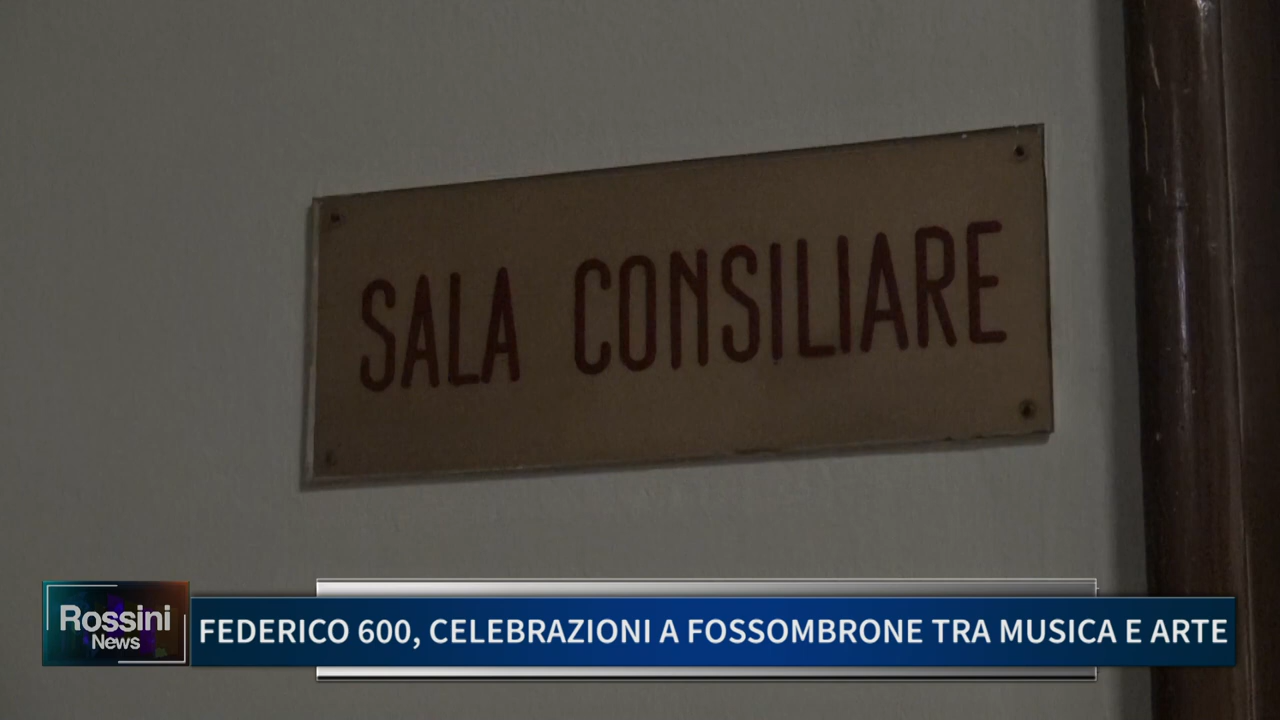 SALA CONSILIARE
Rossini
News
FEDERICO 600, CELEBRAZIONI A FOSSOMBRONE TRA MUSICA E ARTE